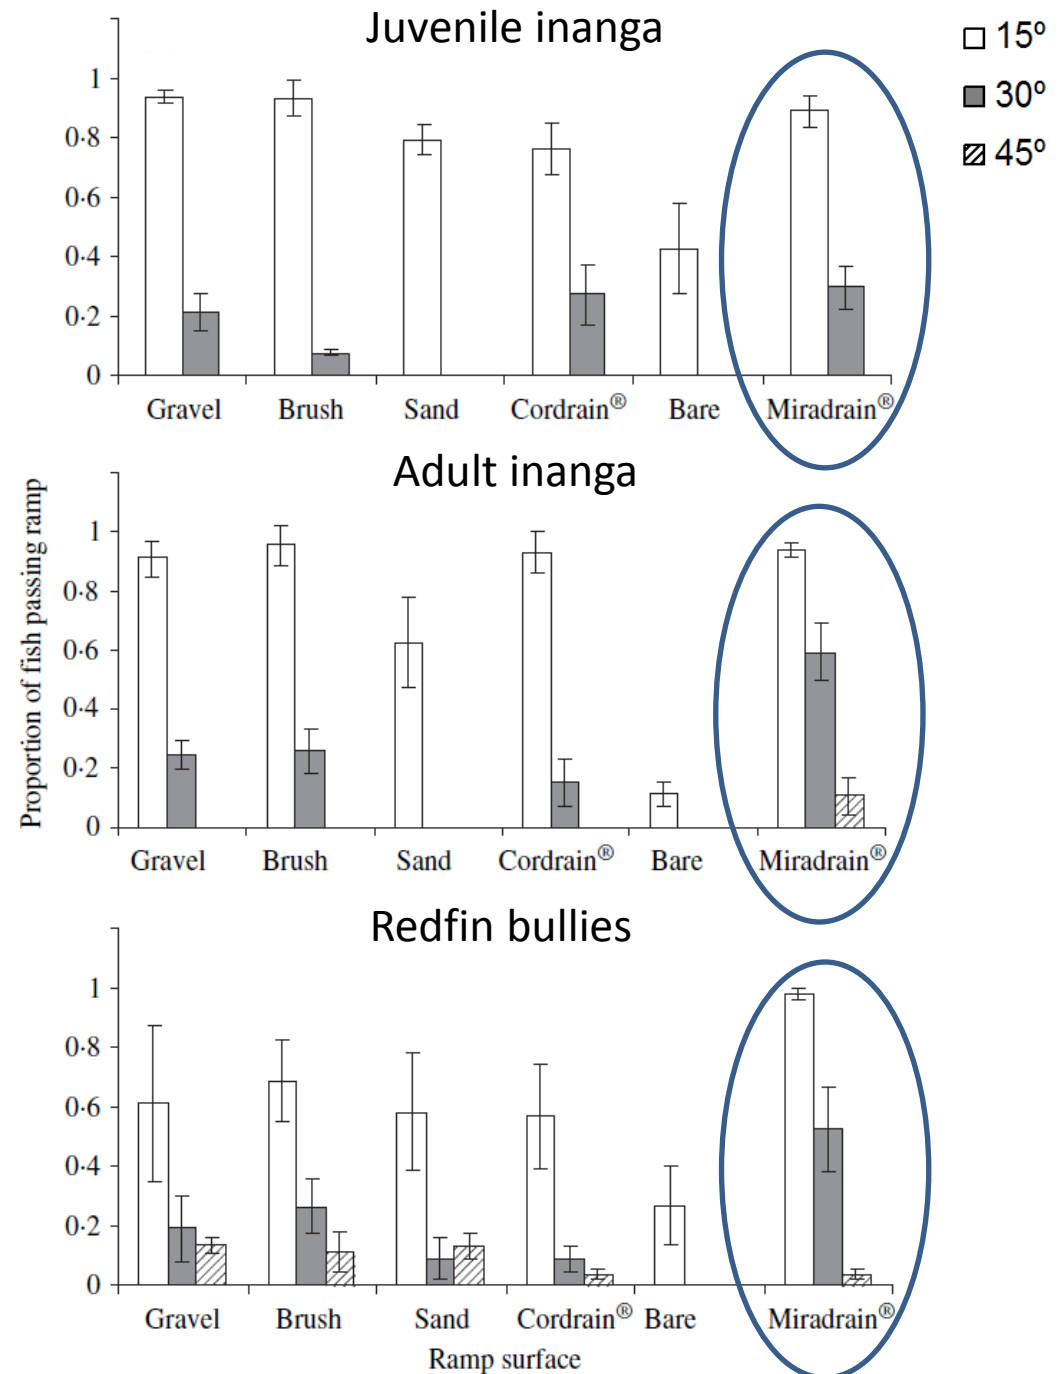 Juvenile inanga
15º
30º
45º
1
0·8
0·6
0·4
0·2
0
Gravel Brush Sand Cordrain® Bare Miradrain®
Adult inanga
Proportion of fish passing ramp
1
0·8
0·6
0·4
0·2
0
Gravel Brush Sand Cordrain® Bare Miradrain®
Redfin bullies
1
0·8
0·6
0·4
0·2
0
Gravel Brush Sand Cordrain® Bare Miradrain®
Ramp surface